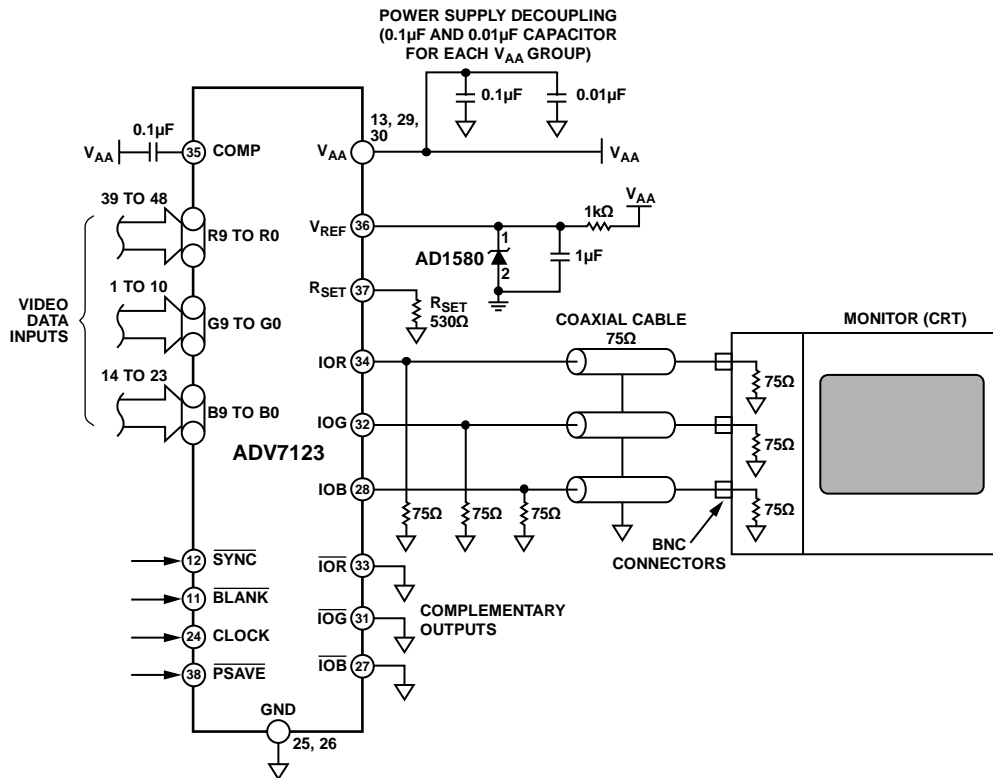 POWER SUPPLY DECOUPLING
(0.1µF AND 0.01µF CAPACITOR
FOR EACH VAA GROUP)
0.1µF
0.01µF
13, 29,
30
VAA
VAA
0.1µF
VAA
35
COMP
39 TO 48
R9 TO R0
VREF
36
1
2
AD1580
1µF
1kΩ
VAA
VIDEO
DATA
INPUTS
1 TO 10
G9 TO G0
RSET
37
RSET
530Ω
COAXIAL CABLE
75Ω
MONITOR (CRT)
IOR
34
75Ω
14 TO 23
B9 TO B0
IOG
32
75Ω
ADV7123
IOB
28
75Ω
75Ω
75Ω
75Ω
BNC
CONNECTORS
12
SYNC
IOR
33
11
BLANK
IOG
31
COMPLEMENTARY
OUTPUTS
24
CLOCK
38
PSAVE
IOB
27
GND
25, 26